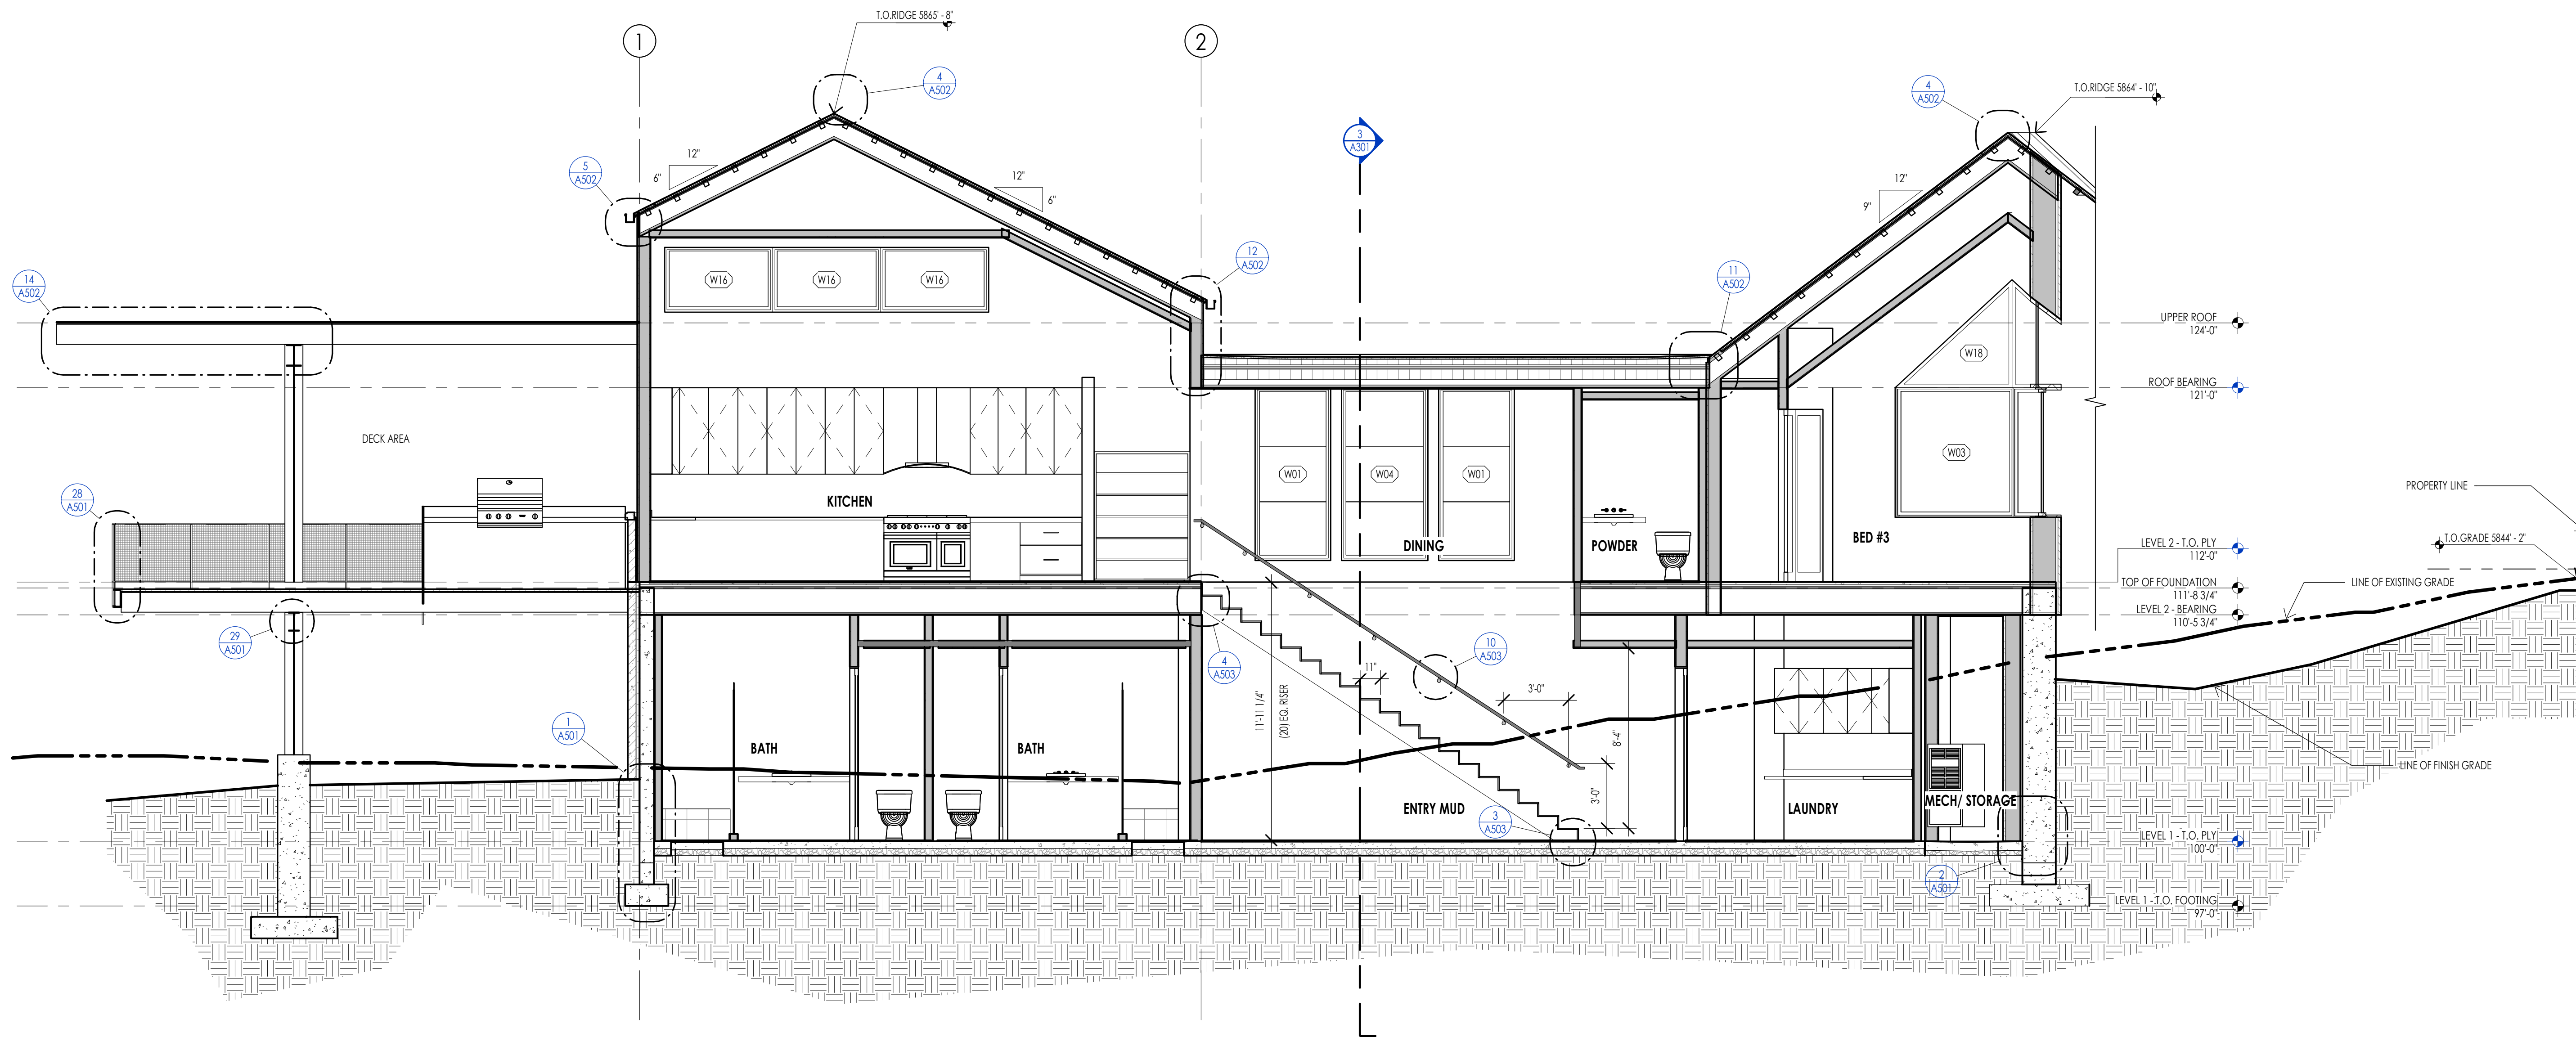 T.O.RIDGE 5865' - 8"
1
2
4
A502
4
A502
T.O.RIDGE 5864' - 10"
3
A301
12"
6"
5
A502
12"
6"
12"
9"
12
A502
11
A502
14
A502
W16
W16
W16
UPPER ROOF
124'-0"
W18
ROOF BEARING
121'-0"
DECK AREA
28
A501
KITCHEN
W01
W04
W01
W03
DINING
POWDER
BED #3
PROPERTY LINE
T.O.GRADE 5844' - 2"
LEVEL 2 - T.O. PLY
112'-0"
TOP OF FOUNDATION
111'-8 3/4"
LINE OF EXISTING GRADE
LEVEL 2 - BEARING
110'-5 3/4"
29
A501
4
A503
10
A503
11"
3'-0"
11'-11 1/4"
(20) EQ. RISER
8'-4"
3'-0"
1
A501
BATH
BATH
LINE OF FINISH GRADE
ENTRY MUD
LAUNDRY
MECH/ STORAGE
3
A503
LEVEL 1 - T.O. PLY
100'-0"
2
A501
LEVEL 1 - T.O. FOOTING
97'-0"